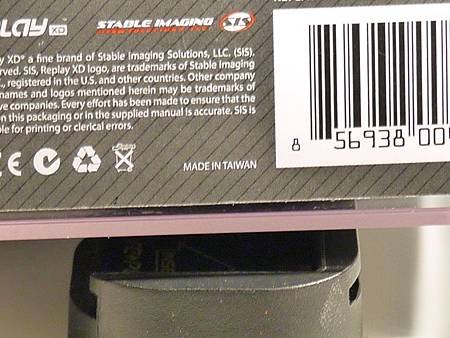 PLAY XD
STABLE IMAGING SIS
y XD® a fine brand of Stable Imaging Solutions, LLC. (SIS).
rved. SIS, Replay XD logo, are trademarks of Stable Imaging
C., registered in the U.S. and other countries. Other company
names and logos mentioned herein may be trademarks of
ve companies. Every effort has been made to ensure that the
on this packaging or in the supplied manual is accurate. SIS is
ble for printing or clerical errors.
CE
MADE IN TAIWAN
8 56938 00